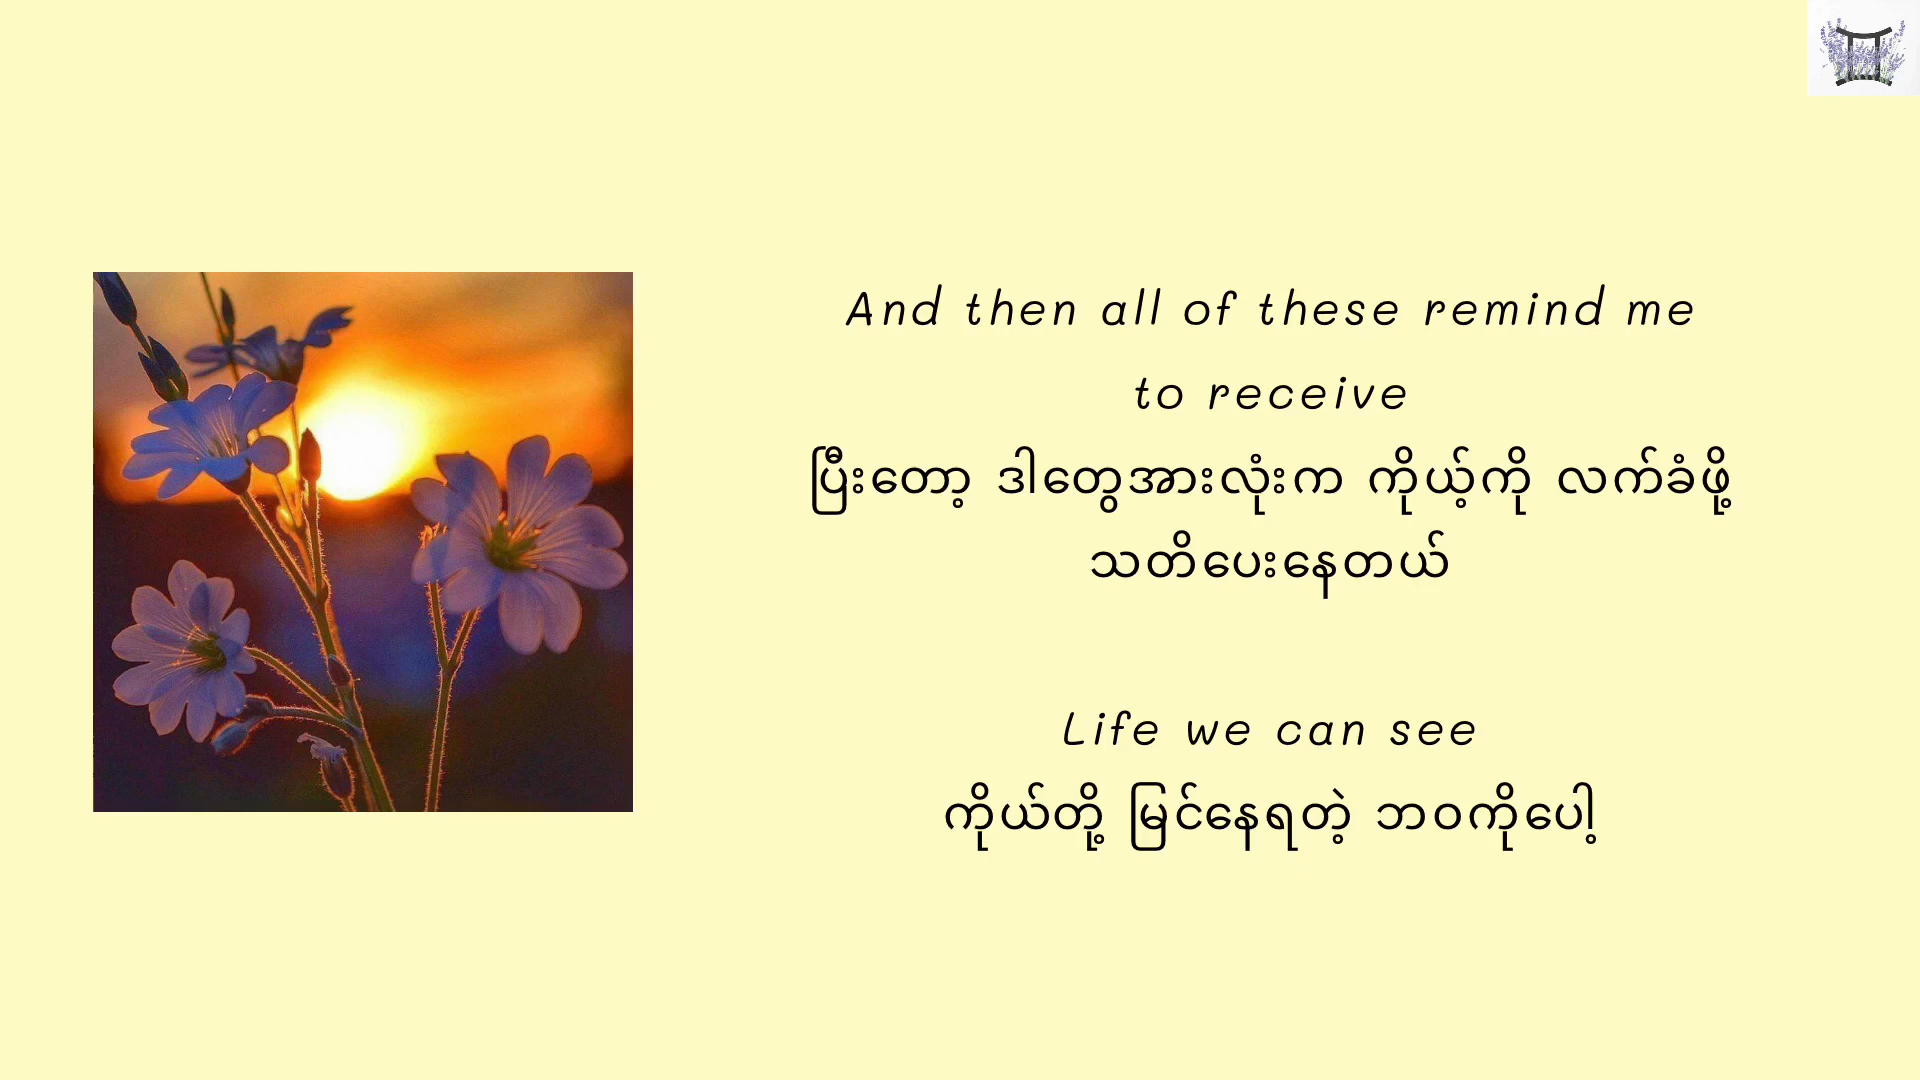 And then all of these remind me
to receive
ပြီးတော့ ဒါတွေအားလုံးက ကိုယ့်ကို လက်ခံဖို့
သတိပေးနေတယ်
Life we can see
ကိုယ်တို့ မြင်နေရတဲ့ ဘဝကိုပေါ့